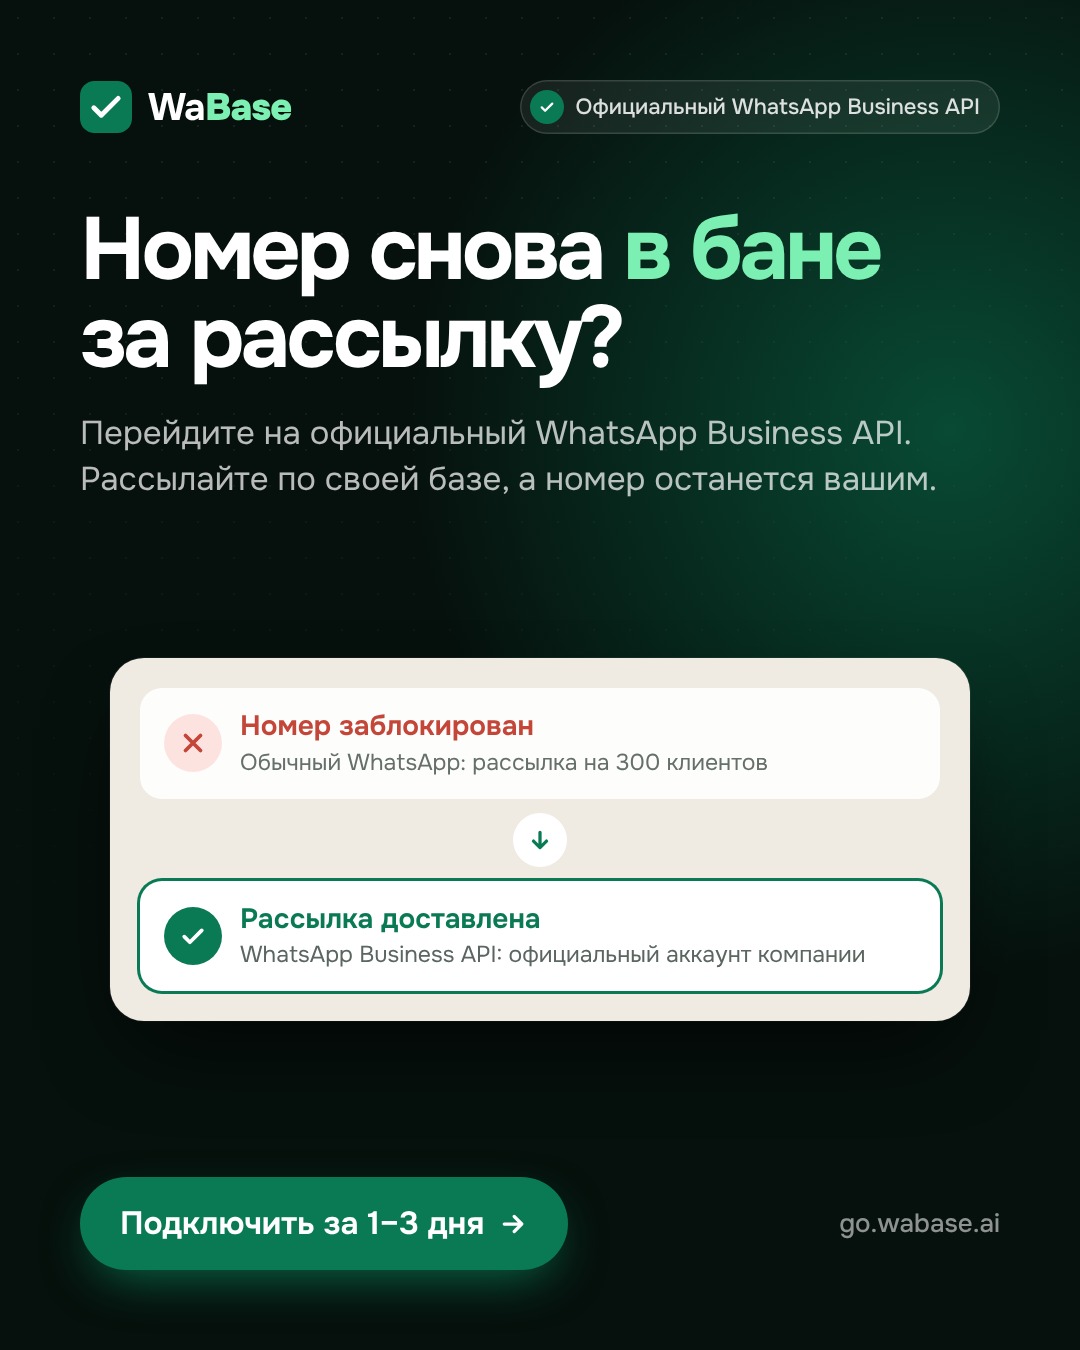 WaBase
Официальный WhatsApp Business API
Номер снова в бане
за рассылку?
Перейдите на официальный WhatsApp Business API.
Рассылайте по своей базе, а номер останется вашим.
Номер заблокирован
Обычный WhatsApp: рассылка на 300 клиентов
Рассылка доставлена
WhatsApp Business API: официальный аккаунт компании
Подключить за 1–3 дня →
go.wabase.ai